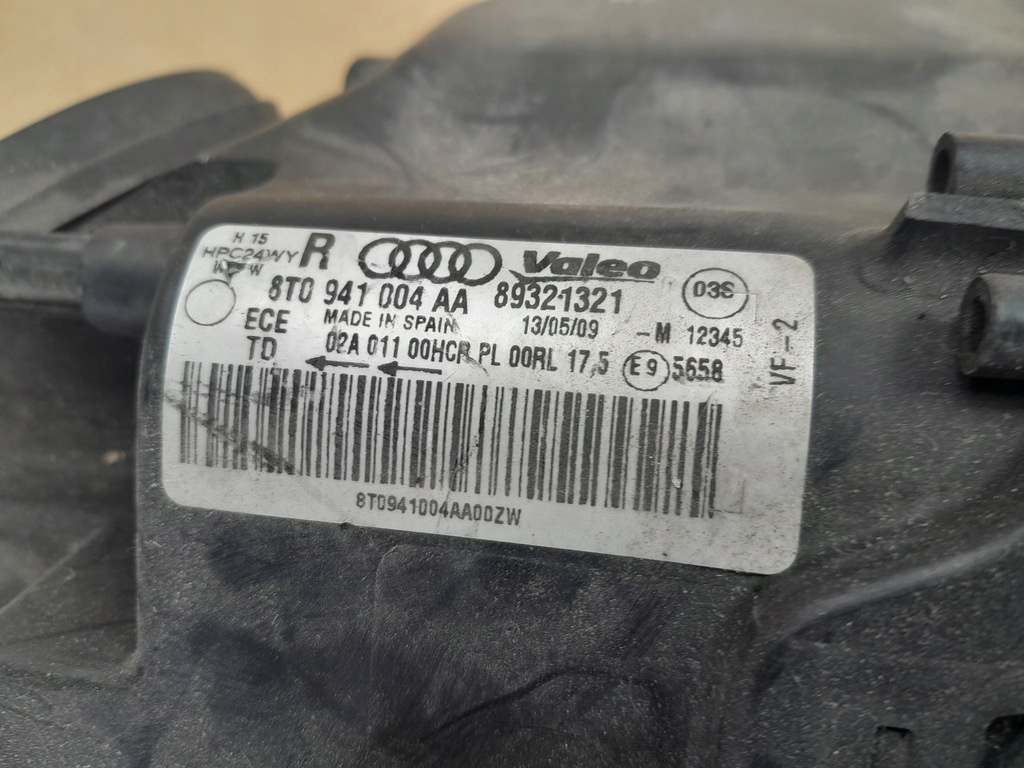 H 15 R Valeo
HPC24WY
8T0 941 004 AA 89321321 03S
ECE MADE IN SPAIN 13/05/09 -M 12345
TD 02A 011 00HCR PL 00RL 17,5 E9 5658
VF-2
8T0941004AA00ZW